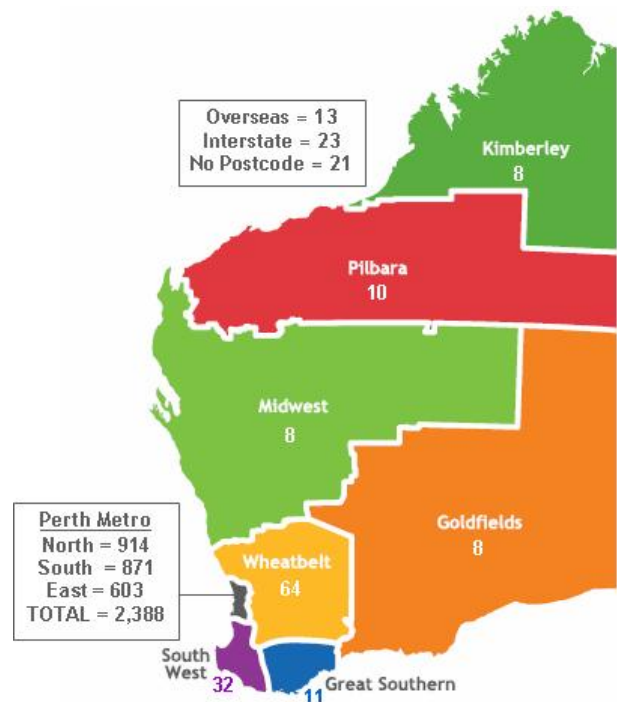 Overseas = 13
Interstate = 23
No Postcode = 21
Kimberley
8
Pilbara
10
Midwest
8
Goldfields
8
Perth Metro
North = 914
South = 871
East = 603
TOTAL = 2,388
Wheatbelt
64
South
West
32
Great Southern
11